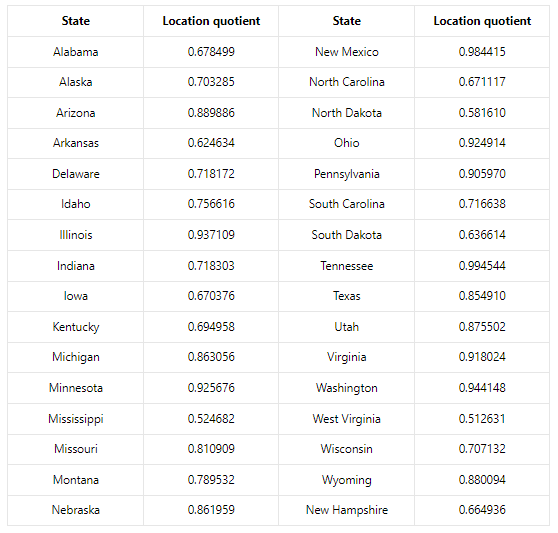 State Location quotient State Location quotient
Alabama 0.678499 New Mexico 0.984415
Alaska 0.703285 North Carolina 0.671117
Arizona 0.889886 North Dakota 0.581610
Arkansas 0.624634 Ohio 0.924914
Delaware 0.718172 Pennsylvania 0.905970
Idaho 0.756616 South Carolina 0.716638
Illinois 0.937109 South Dakota 0.636614
Indiana 0.718303 Tennessee 0.994544
Iowa 0.670376 Texas 0.854910
Kentucky 0.694958 Utah 0.875502
Michigan 0.863056 Virginia 0.918024
Minnesota 0.925676 Washington 0.944148
Mississippi 0.524682 West Virginia 0.512631
Missouri 0.810909 Wisconsin 0.707132
Montana 0.789532 Wyoming 0.880094
Nebraska 0.861959 New Hampshire 0.664936